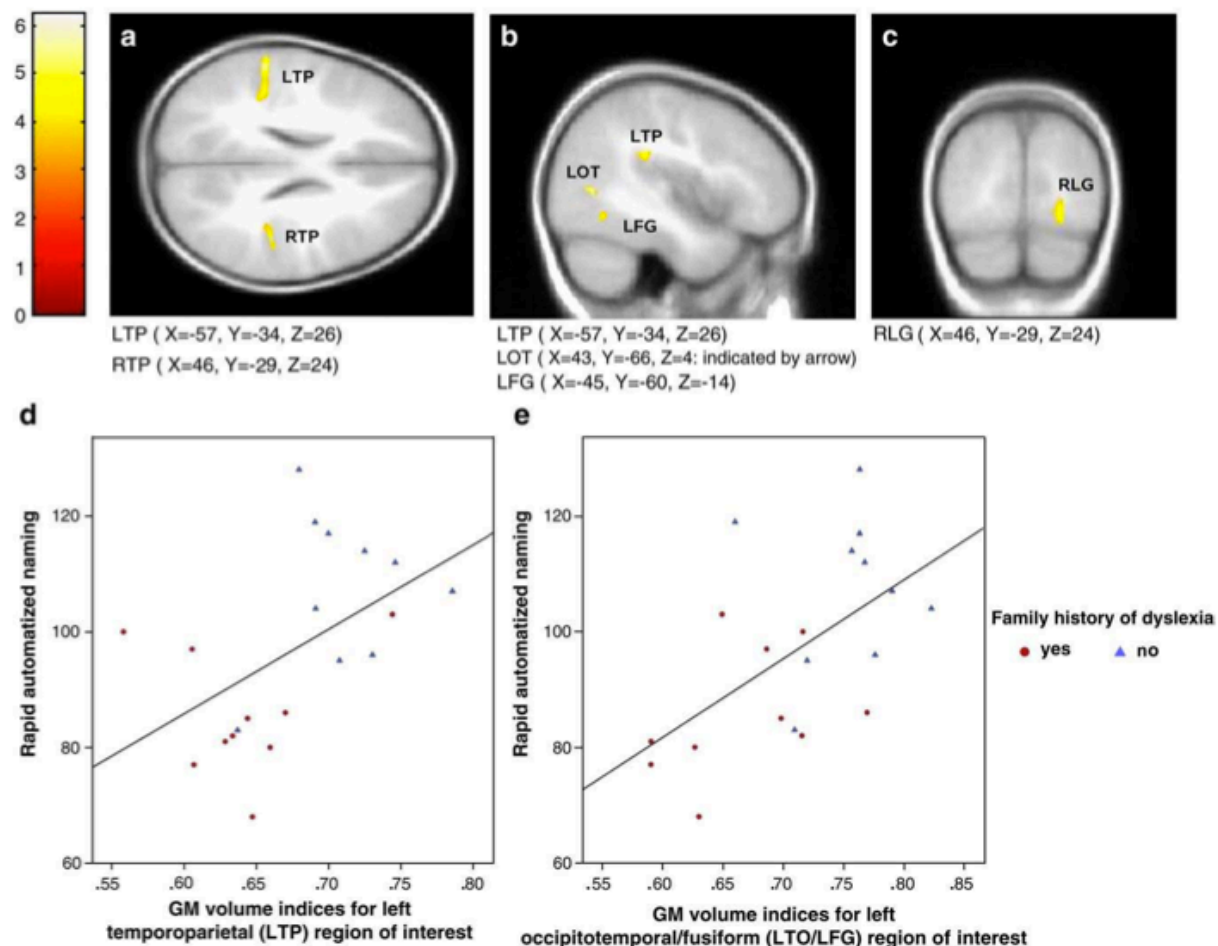 6
5
4
3
2
1
0
a
LTP
RTP
LTP ( X=-57, Y=-34, Z=26)
RTP ( X=46, Y=-29, Z=24)
b
LTP
LOT
LFG
LTP ( X=-57, Y=-34, Z=26)
LOT (X=43, Y=-66, Z=4: indicated by arrow)
LFG ( X=-45, Y=-60, Z=-14)
c
RLG
RLG ( X=46, Y=-29, Z=24)
d
Rapid automatized naming
120
100
80
60
.55 .60 .65 .70 .75 .80
GM volume indices for left
temporoparietal (LTP) region of interest
e
Rapid automatized naming
120
100
80
60
.55 .60 .65 .70 .75 .80 .85
GM volume indices for left
occipitotemporal/fusiform (LTO/LFG) region of interest
Family history of dyslexia
yes no